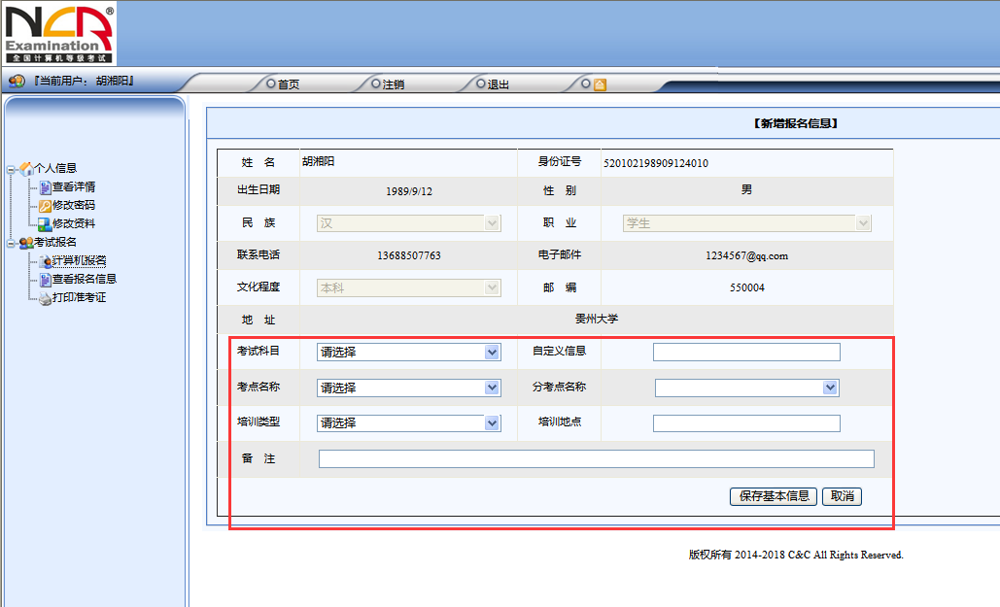 NCR®
Examination
全国计算机等级考试
『当前用户：胡湘阳』 首页 注销 退出
个人信息
查看详情
修改密码
修改资料
考试报名
计算机报名
查看报名信息
打印准考证
【新增报名信息】
姓 名 胡湘阳 身份证号 520102198909124010
出生日期 1989/9/12 性 别 男
民 族 汉 职 业 学生
联系电话 13688507763 电子邮件 1234567@qq.com
文化程度 本科 邮 编 550004
地 址 贵州大学
考试科目 请选择 自定义信息
考点名称 请选择 分考点名称
培训类型 请选择 培训地点
备 注
保存基本信息 取消
版权所有 2014-2018 C&C All Rights Reserved.